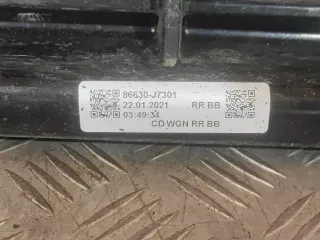 86630-J7301
22.01.2021 .RR BB
03:49:34
CD WGN RR BB